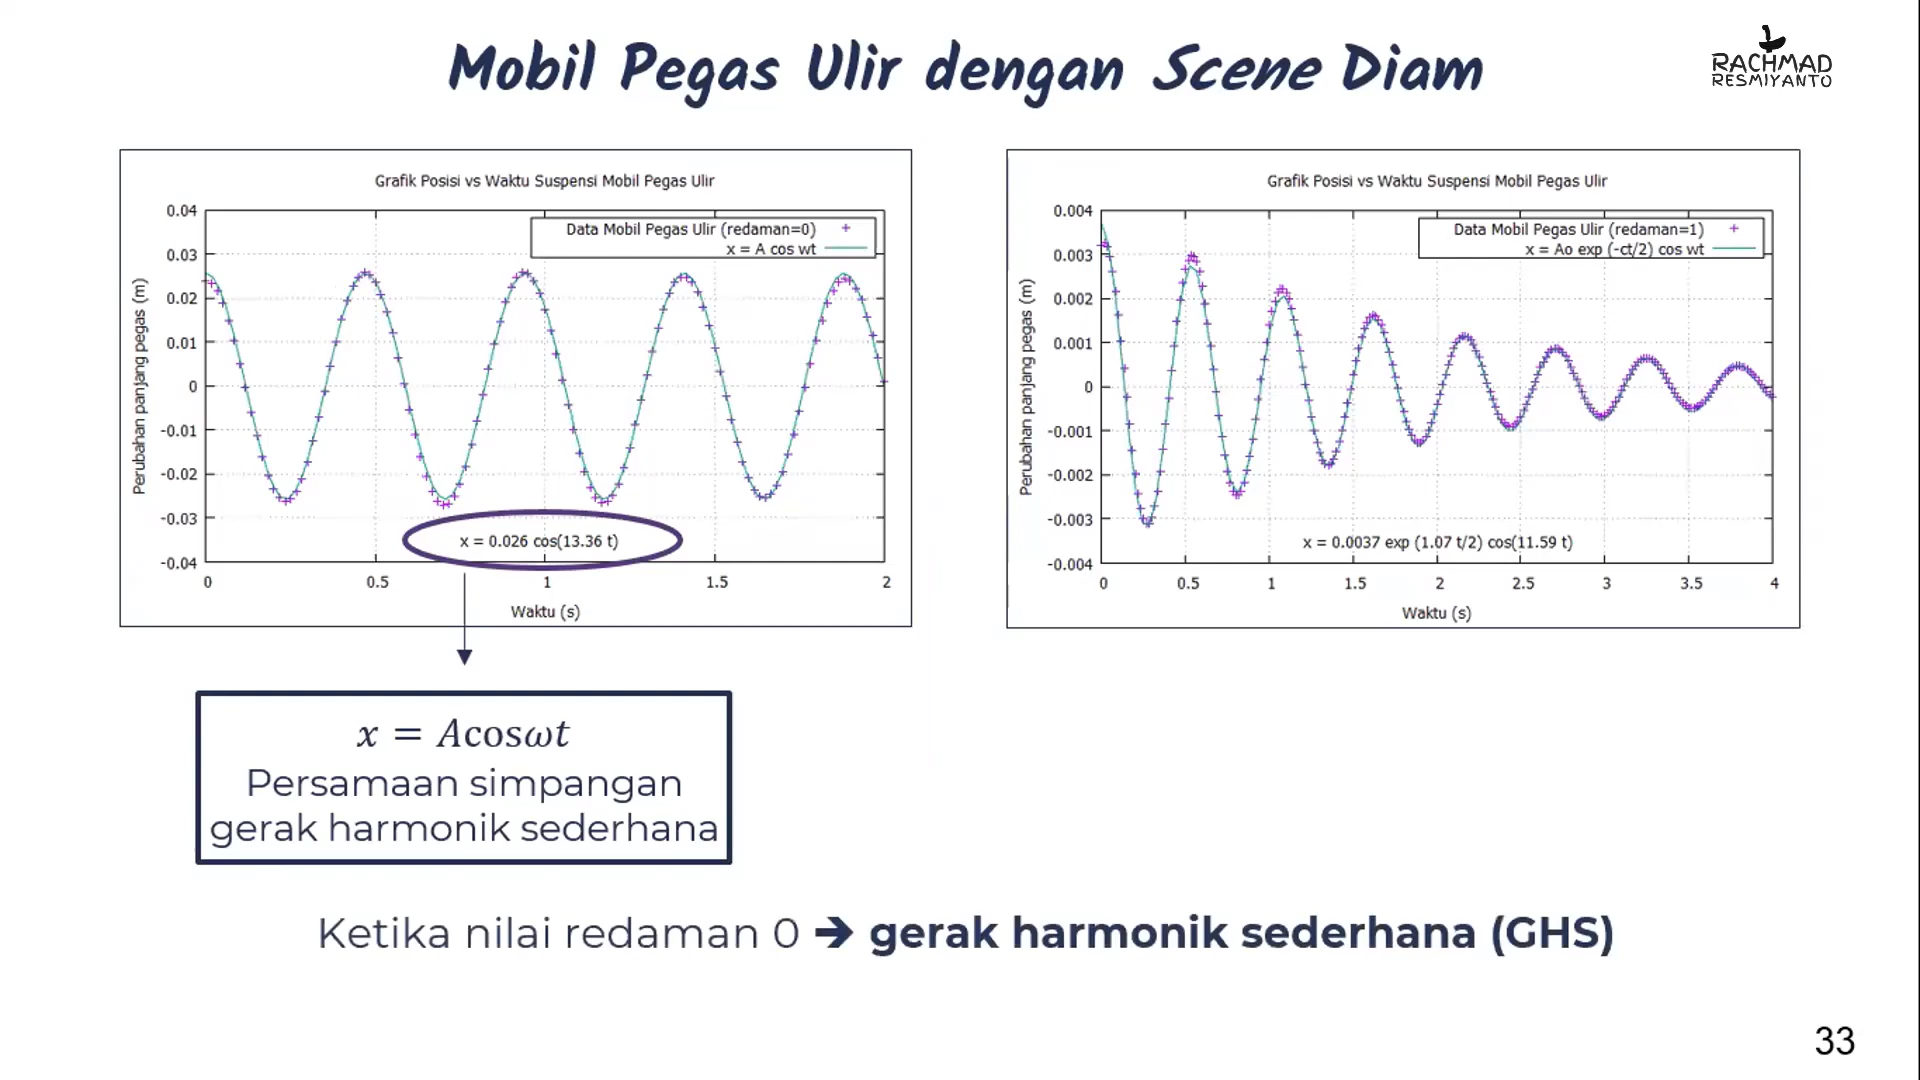 Mobil Pegas Ulir dengan Scene Diam
RACHMAD
RESMIYANTO
Grafik Posisi vs Waktu Suspensi Mobil Pegas Ulir
Data Mobil Pegas Ulir (redaman=0)
x = A cos wt
Perubahan panjang pegas (m)
0.04
0.03
0.02
0.01
0
-0.01
-0.02
-0.03
-0.04
x = 0.026 cos(13.36 t)
0 0.5 1 1.5 2
Waktu (s)
Grafik Posisi vs Waktu Suspensi Mobil Pegas Ulir
Data Mobil Pegas Ulir (redaman=1)
x = Ao exp (-ct/2) cos wt
Perubahan panjang pegas (m)
0.004
0.003
0.002
0.001
0
-0.001
-0.002
-0.003
-0.004
x = 0.0037 exp (1.07 t/2) cos(11.59 t)
0 0.5 1 1.5 2 2.5 3 3.5 4
Waktu (s)
x = Acosωt
Persamaan simpangan
gerak harmonik sederhana
Ketika nilai redaman 0 → gerak harmonik sederhana (GHS)
33